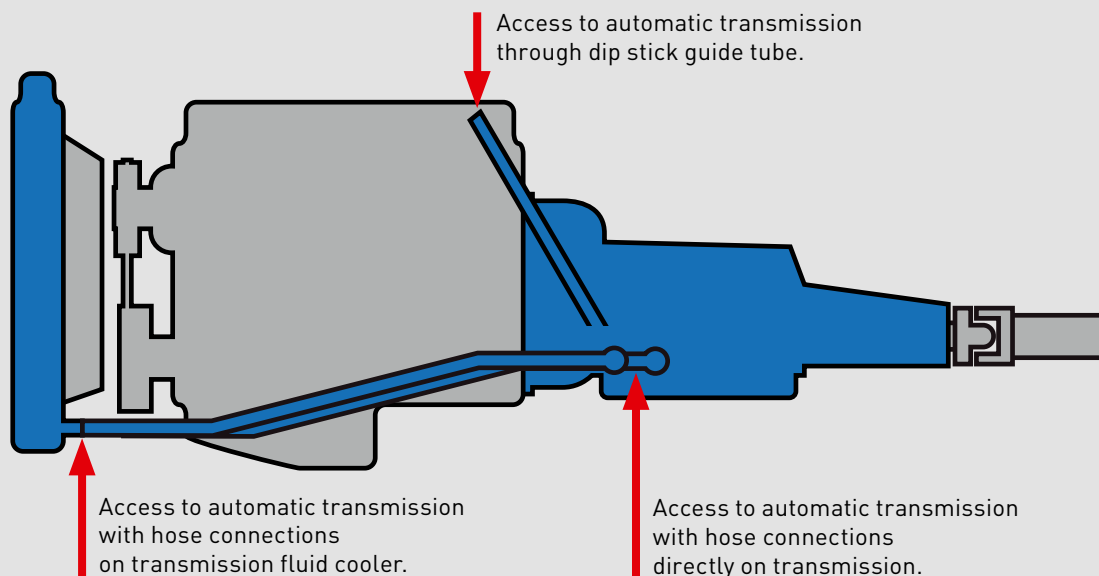 Access to automatic transmission
through dip stick guide tube.
Access to automatic transmission
with hose connections
on transmission fluid cooler.
Access to automatic transmission
with hose connections
directly on transmission.